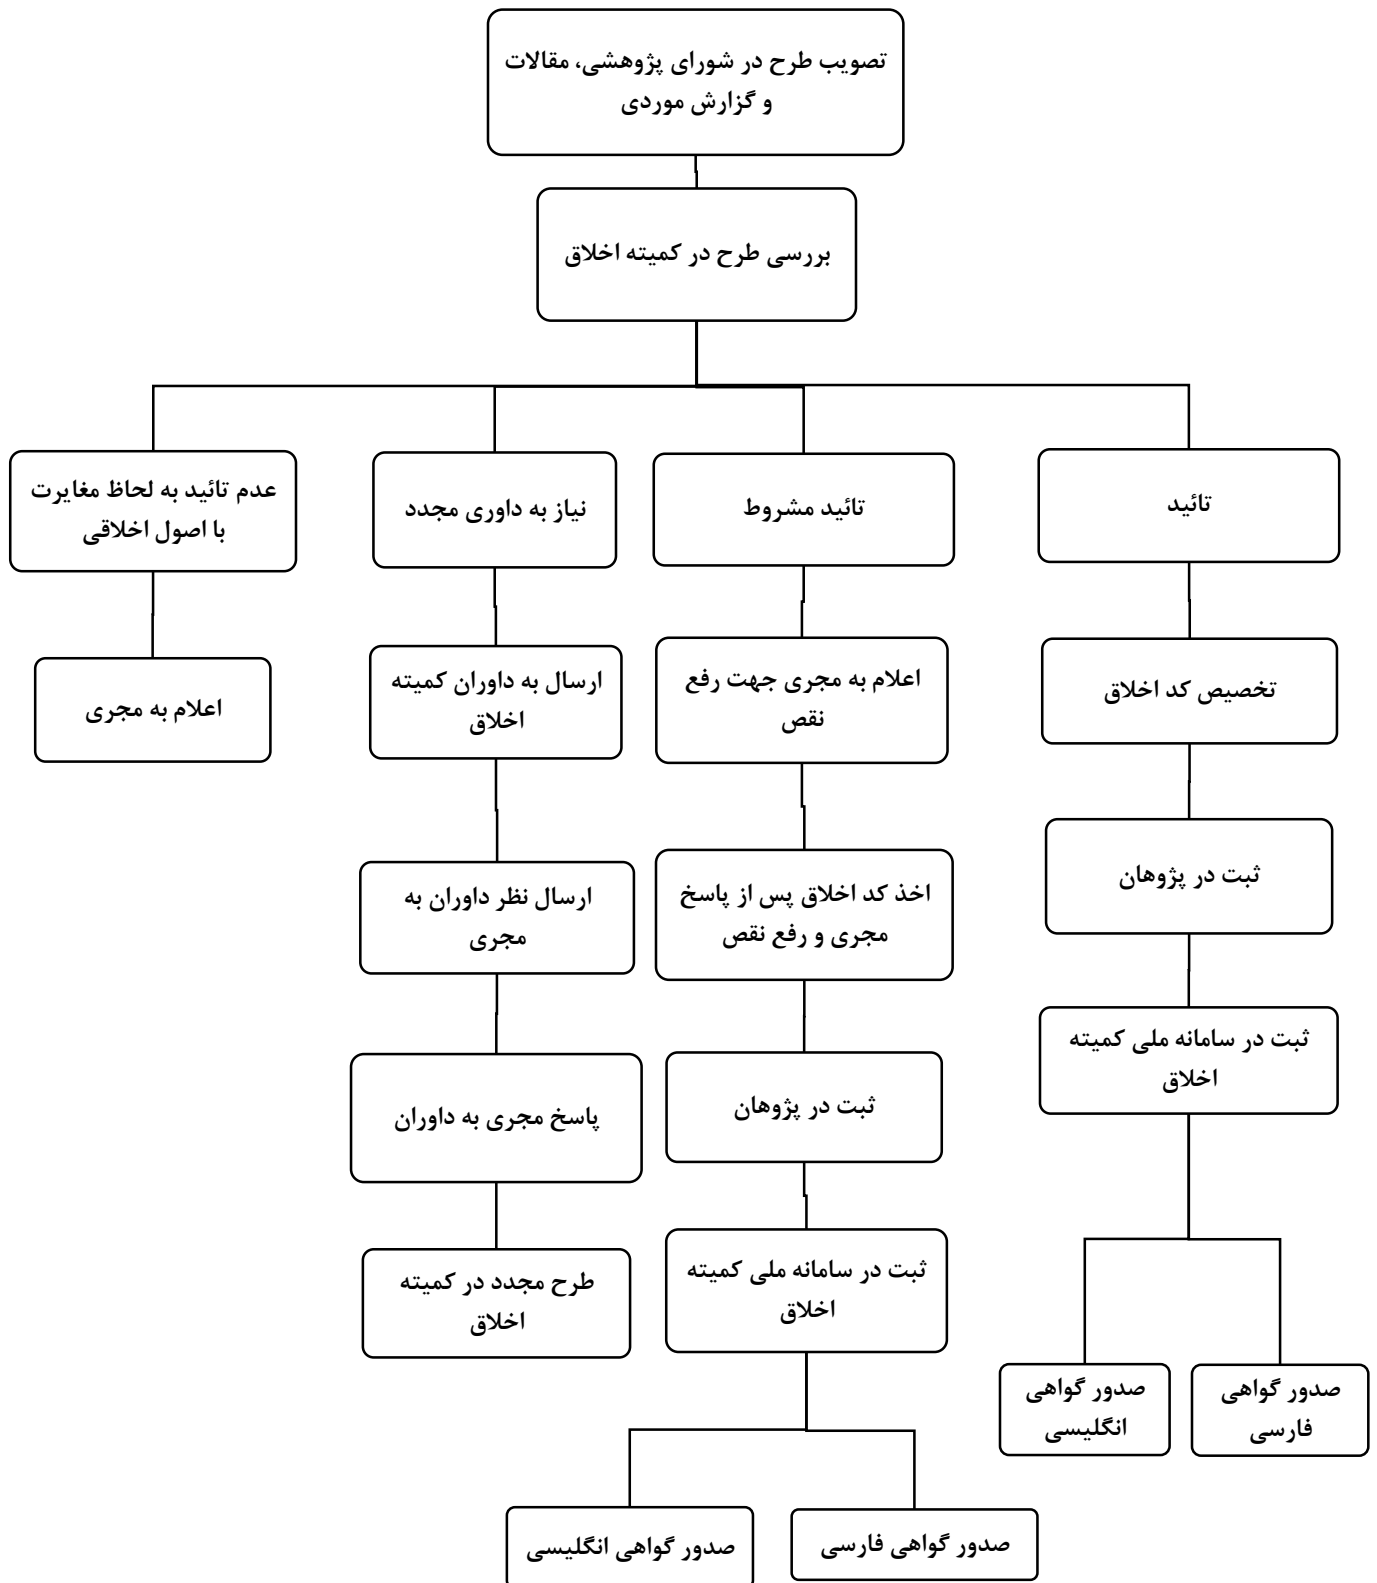 تصویب طرح در شورای پژوهشی، مقالات
و گزارش موردی
بررسی طرح در کمیته اخلاق
تائید
تائید مشروط
نیاز به داوری مجدد
عدم تائید به لحاظ مغایرت
با اصول اخلاقی
تخصیص کد اخلاق
اعلام به مجری جهت رفع
نقص
ارسال به داوران کمیته
اخلاق
اعلام به مجری
ثبت در پژوهان
اخذ کد اخلاق پس از پاسخ
مجری و رفع نقص
ارسال نظر داوران به
مجری
ثبت در سامانه ملی کمیته
اخلاق
ثبت در پژوهان
پاسخ مجری به داوران
ثبت در سامانه ملی کمیته
اخلاق
طرح مجدد در کمیته
اخلاق
صدور گواهی
فارسی
صدور گواهی
انگلیسی
صدور گواهی فارسی
صدور گواهی انگلیسی